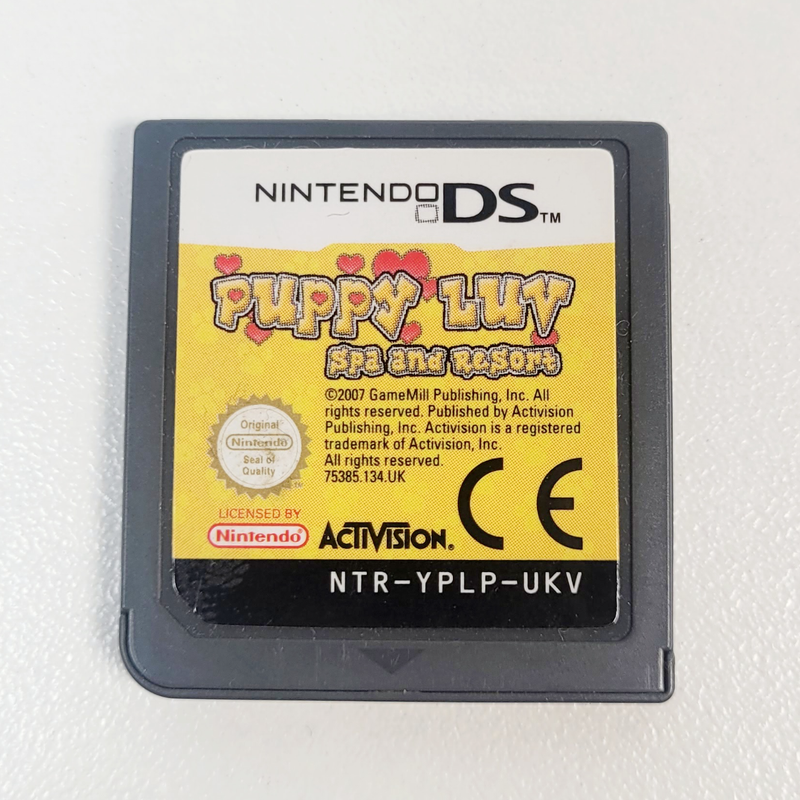 NINTENDO DS™
PUPPY LUV
Spa and Resort
©2007 GameMill Publishing, Inc. All
rights reserved. Published by Activision
Publishing, Inc. Activision is a registered
trademark of Activision, Inc.
All rights reserved.
75385.134.UK
Original
Nintendo
Seal of
Quality
TM
LICENSED BY
Nintendo®
ACTIVISION®
CE
NTR-YPLP-UKV